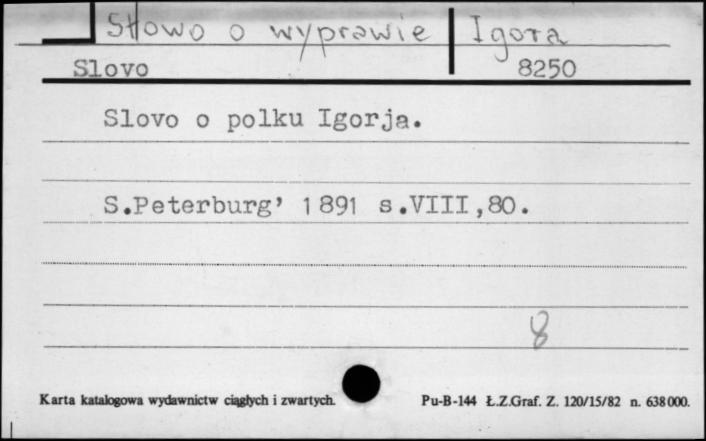 Słowo o wyprawie Igora
Slovo 8250
Slovo o polku Igorja.
S.Peterburg’ 1891 s.VIII,80.
8
Karta katalogowa wydawnictw ciągłych i zwartych. Pu-B-144 Ł.Z.Graf. Z. 120/15/82 n. 638000.